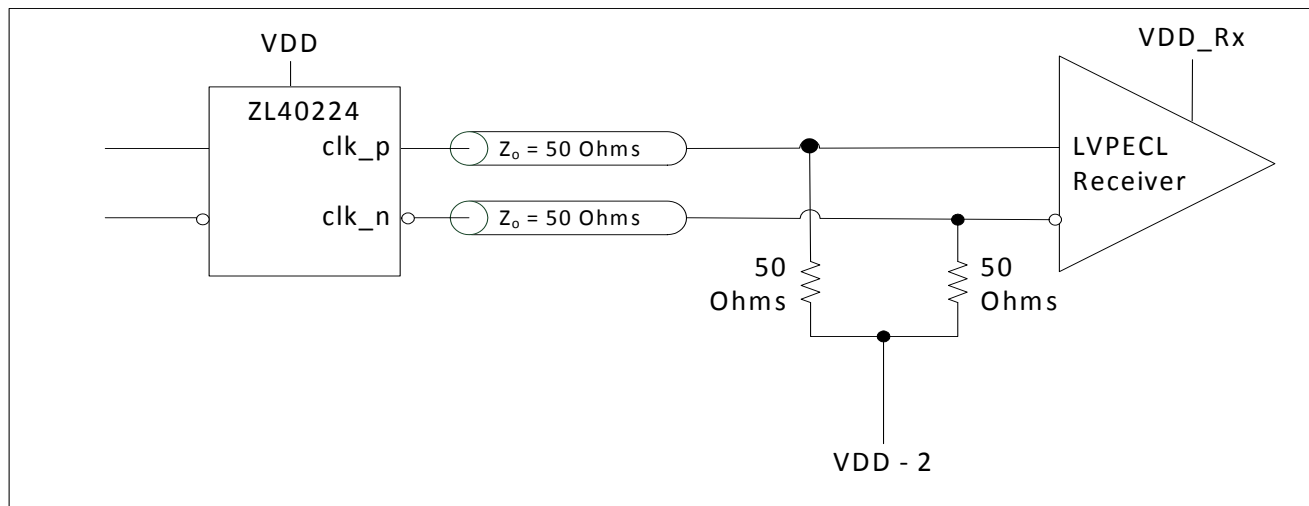 VDD
ZL40224
clk_p
clk_n
Zo = 50 Ohms
Zo = 50 Ohms
50
Ohms
50
Ohms
VDD - 2
VDD_Rx
LVPECL
Receiver